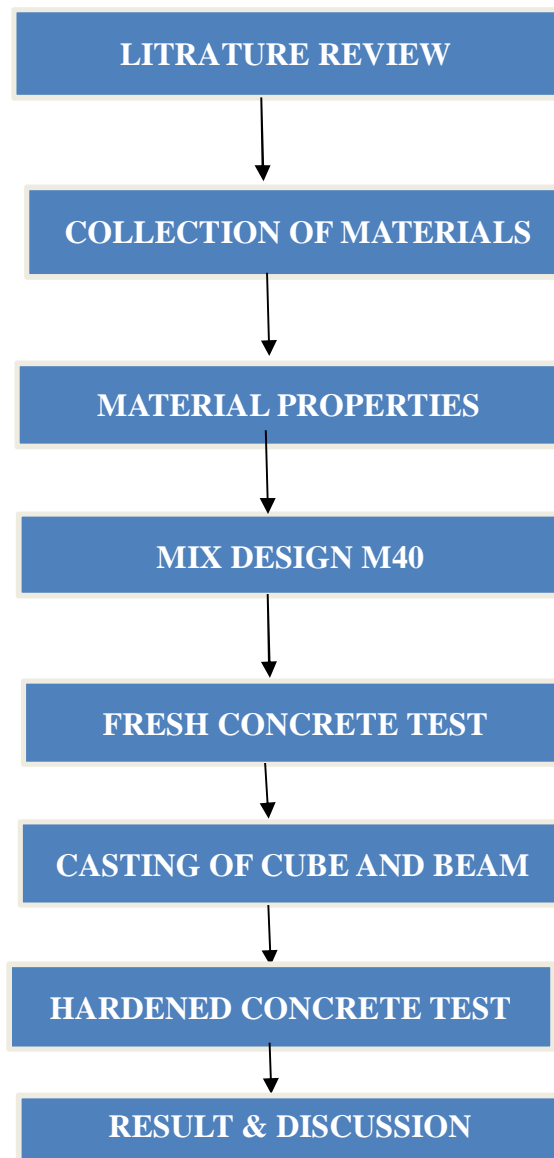 LITRATURE REVIEW
COLLECTION OF MATERIALS
MATERIAL PROPERTIES
MIX DESIGN M40
FRESH CONCRETE TEST
CASTING OF CUBE AND BEAM
HARDENED CONCRETE TEST
RESULT & DISCUSSION